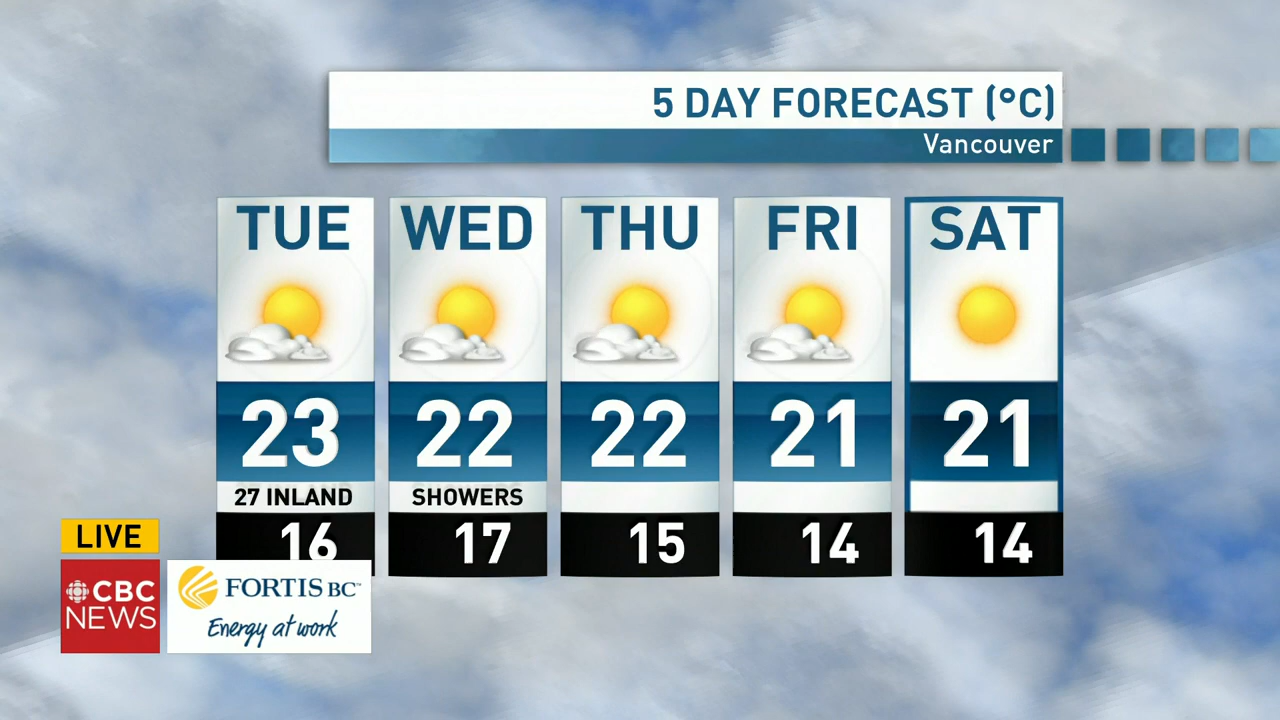 5 DAY FORECAST (°C)
Vancouver
TUE WED THU FRI SAT
23 22 22 21 21
27 INLAND SHOWERS
16 17 15 14 14
LIVE
CBC
NEWS
FORTIS BC™
Energy at work